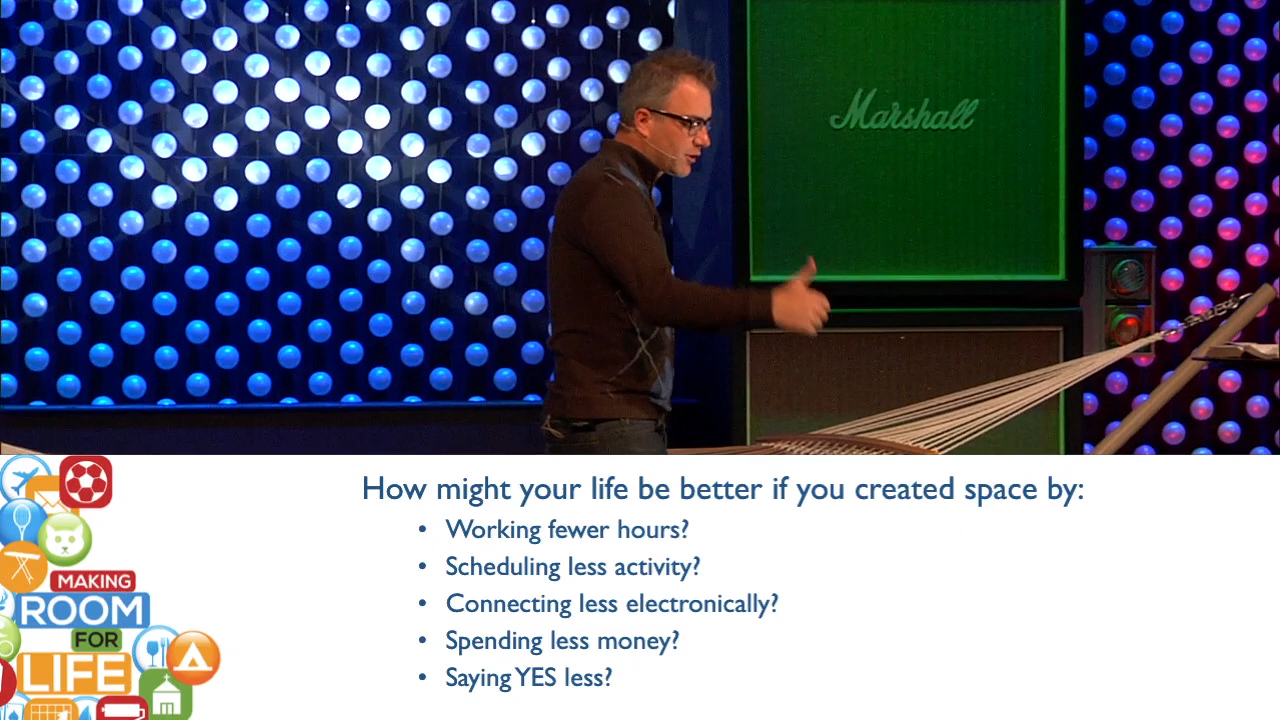 Marshall
How might your life be better if you created space by:
• Working fewer hours?
• Scheduling less activity?
• Connecting less electronically?
• Spending less money?
• Saying YES less?
MAKING
ROOM
FOR
LIFE